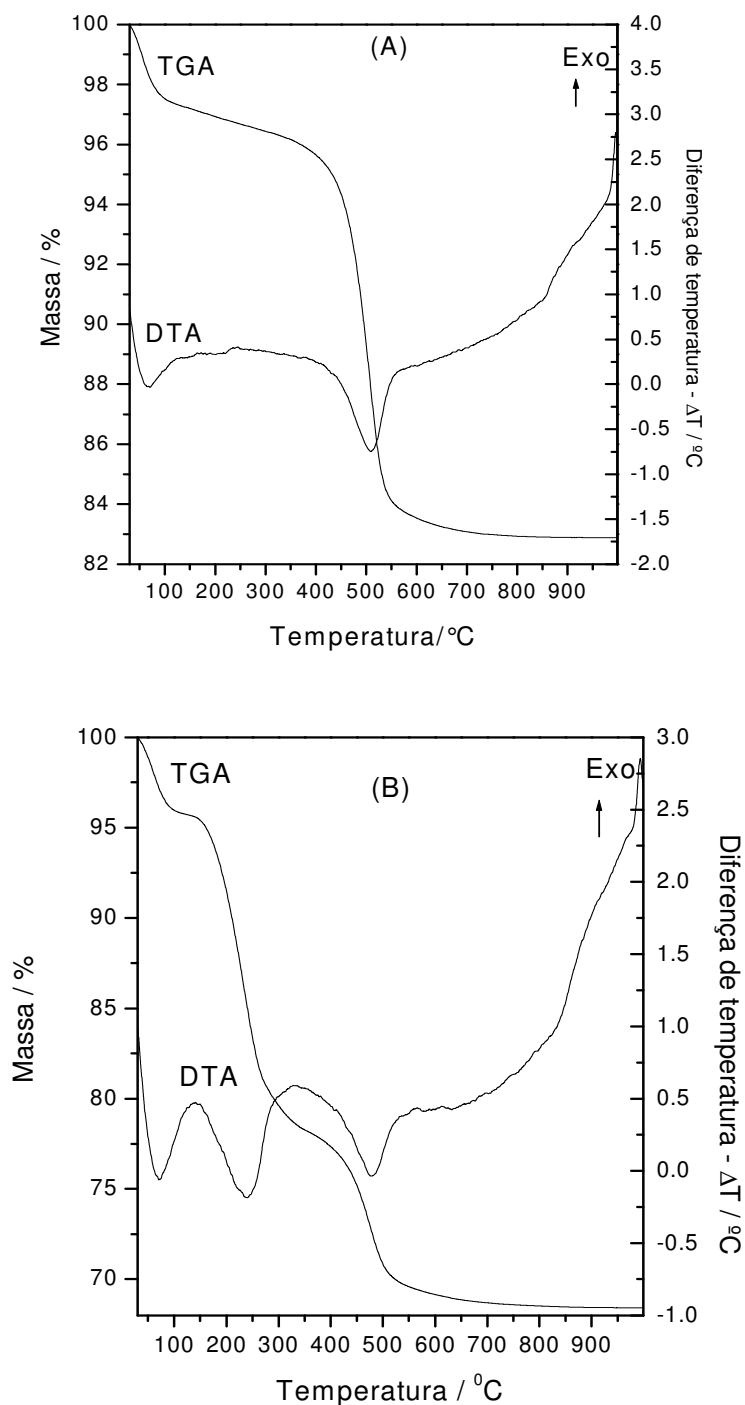 (A)
TGA
Exo
DTA
Massa / %
100
98
96
94
92
90
88
86
84
82
4.0
3.5
3.0
2.5
2.0
1.5
1.0
0.5
0.0
-0.5
-1.0
-1.5
-2.0
Diferença de temperatura - ΔT / ºC
100 200 300 400 500 600 700 800 900
Temperatura/°C
(B)
TGA
Exo
DTA
Massa / %
100
95
90
85
80
75
70
3.0
2.5
2.0
1.5
1.0
0.5
0.0
-0.5
-1.0
Diferença de temperatura - ΔT / ºC
100 200 300 400 500 600 700 800 900
Temperatura / ⁰C